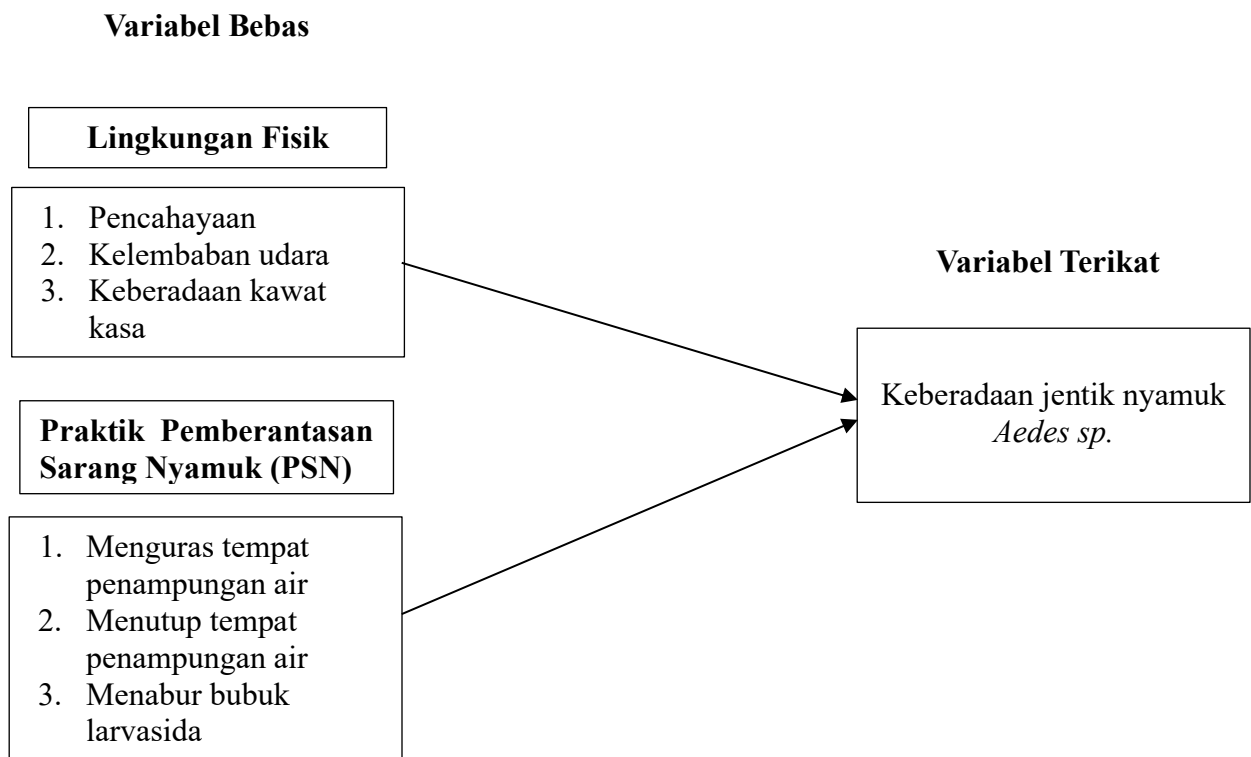 Variabel Bebas
Lingkungan Fisik
1. Pencahayaan
2. Kelembaban udara
3. Keberadaan kawat
kasa
Praktik Pemberantasan
Sarang Nyamuk (PSN)
1. Menguras tempat
penampungan air
2. Menutup tempat
penampungan air
3. Menabur bubuk
larvasida
Variabel Terikat
Keberadaan jentik nyamuk
Aedes sp.